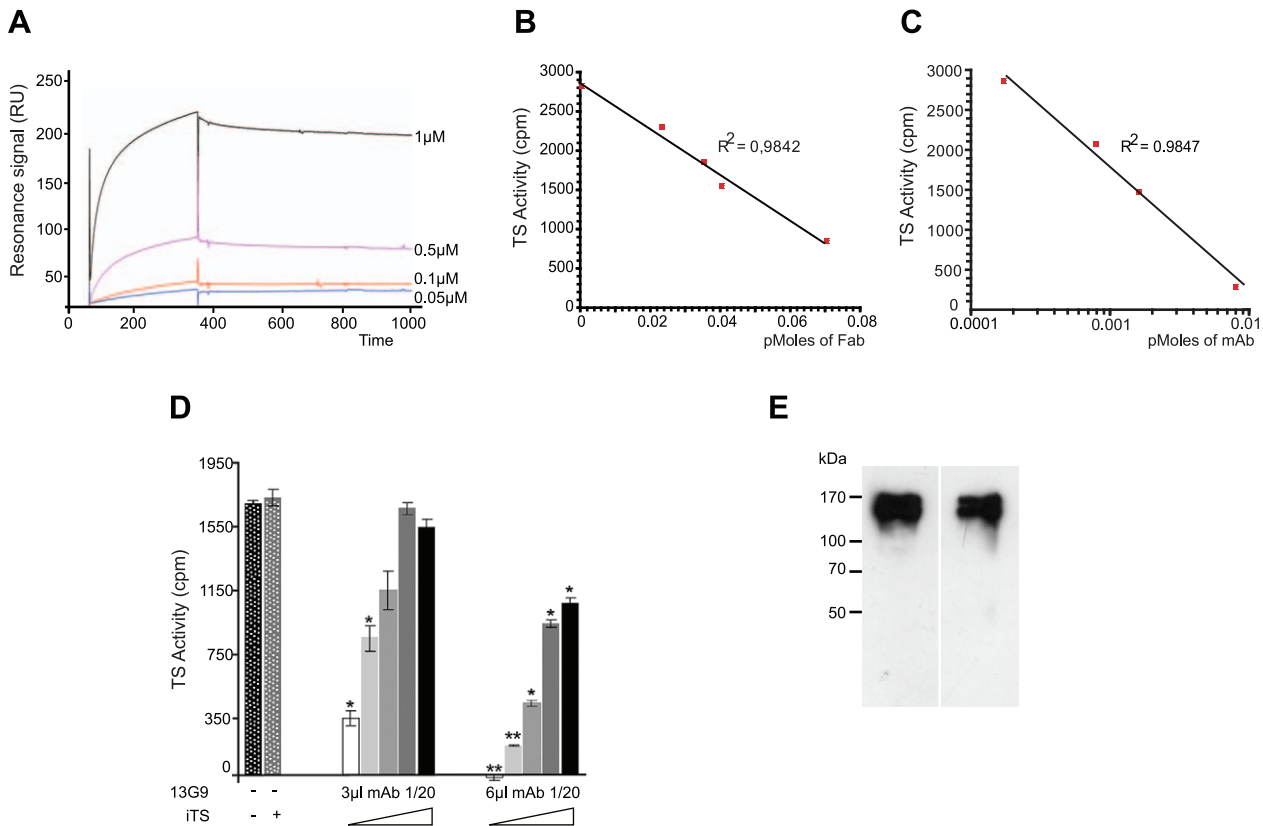 A
Resonance signal (RU)
250
200
150
100
50
0
200
400
600
800
1000
Time
1µM
0.5µM
0.1µM
0.05µM
B
TS Activity (cpm)
3000
2500
2000
1500
1000
500
0
R2 = 0,9842
0
0.02
0.04
0.06
0.08
pMoles of Fab
C
TS Activity (cpm)
3000
2500
2000
1500
1000
500
0
R2 = 0.9847
0.0001
0.001
0.01
pMoles of mAb
D
TS Activity (cpm)
1950
1550
1150
750
350
0
* * ** ** * * *
13G9 - - 3µl mAb 1/20 6µl mAb 1/20
iTS - +
E
kDa
170
100
70
50